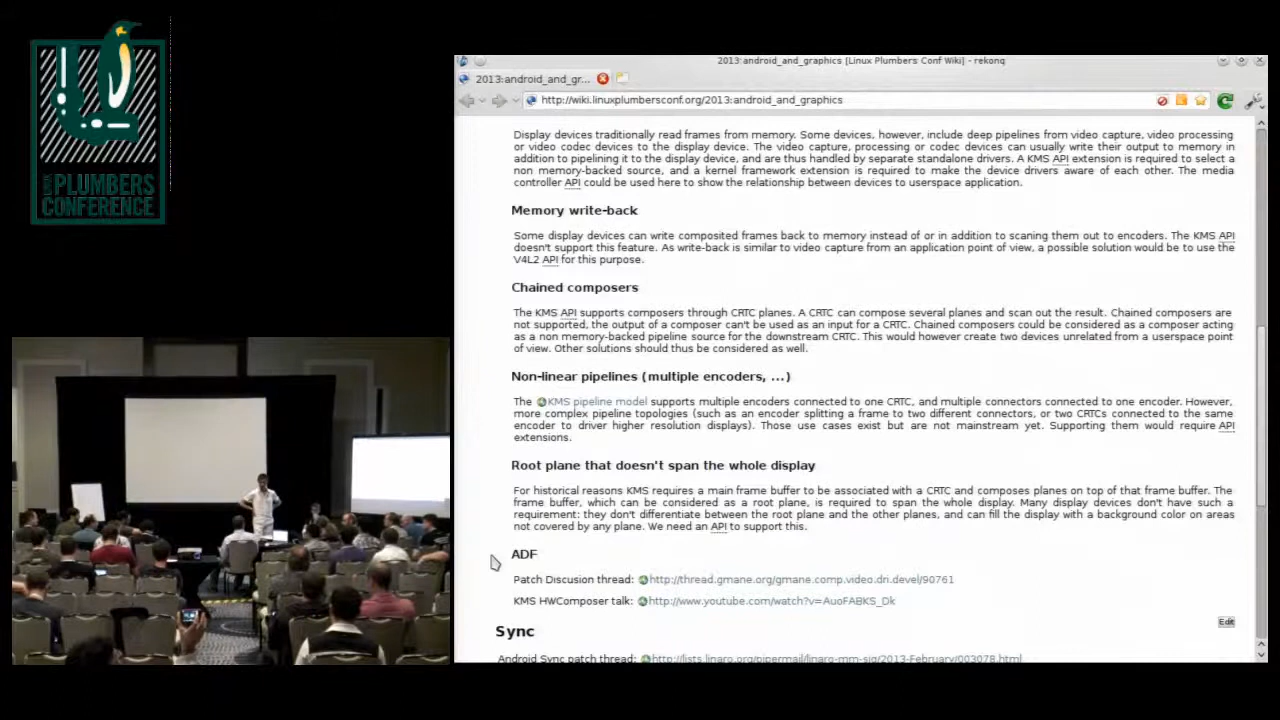 LINUX PLUMBERS
CONFERENCE
2013:android_and_graphics [Linux Plumbers Conf Wiki] – rekonq
2013:android_and_gr...
http://wiki.linuxplumbersconf.org/2013:android_and_graphics
Display devices traditionally read frames from memory. Some devices, however, include deep pipelines from video capture, video processing
or video codec devices to the display device. The video capture, processing or codec devices can usually write their output to memory in
addition to pipelining it to the display device, and are thus handled by separate standalone drivers. A KMS API extension is required to select a
non memory-backed source, and a kernel framework extension is required to make the device drivers aware of each other. The media
controller API could be used here to show the relationship between devices to userspace application.
Memory write-back
Some display devices can write composited frames back to memory instead of or in addition to scaning them out to encoders. The KMS API
doesn't support this feature. As write-back is similar to video capture from an application point of view, a possible solution would be to use the
V4L2 API for this purpose.
Chained composers
The KMS API supports composers through CRTC planes. A CRTC can compose several planes and scan out the result. Chained composers are
not supported, the output of a composer can't be used as an input for a CRTC. Chained composers could be considered as a composer acting
as a non memory-backed pipeline source for the downstream CRTC. This would however create two devices unrelated from a userspace point
of view. Other solutions should thus be considered as well.
Non-linear pipelines (multiple encoders, ...)
The KMS pipeline model supports multiple encoders connected to one CRTC, and multiple connectors connected to one encoder. However,
more complex pipeline topologies (such as an encoder splitting a frame to two different connectors, or two CRTCs connected to the same
encoder to driver higher resolution displays). Those use cases exist but are not mainstream yet. Supporting them would require API
extensions.
Root plane that doesn't span the whole display
For historical reasons KMS requires a main frame buffer to be associated with a CRTC and composes planes on top of that frame buffer. The
frame buffer, which can be considered as a root plane, is required to span the whole display. Many display devices don't have such a
requirement: they don't differentiate between the root plane and the other planes, and can fill the display with a background color on areas
not covered by any plane. We need an API to support this.
ADF
Patch Discusion thread: http://thread.gmane.org/gmane.comp.video.dri.devel/90761
KMS HWComposer talk: http://www.youtube.com/watch?v=AuoFABKS_Dk
Edit
Sync
Android Sync patch thread: http://lists.linaro.org/pipermail/linaro-mm-sig/2013-February/003078.html